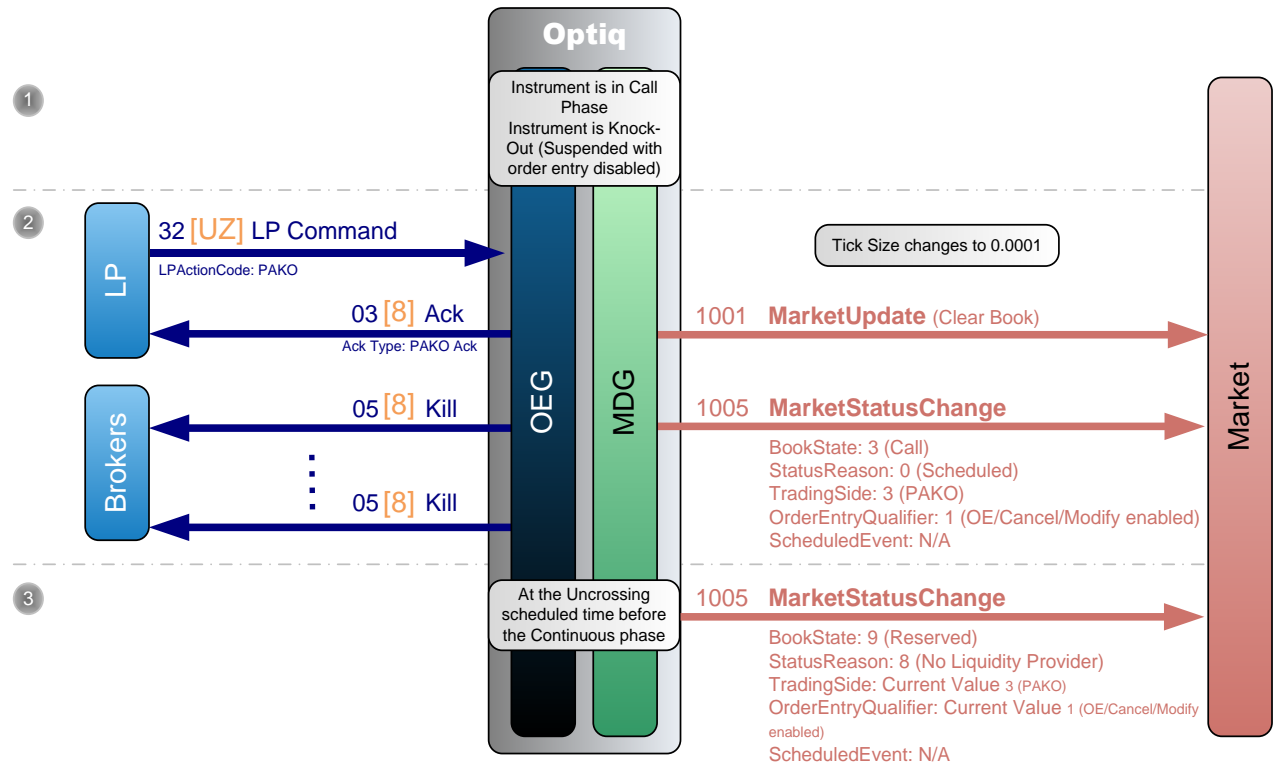 Optiq
1
Instrument is in Call
Phase
Instrument is Knock-
Out (Suspended with
order entry disabled)
2
LP
32 [UZ] LP Command
LPActionCode: PAKO
Tick Size changes to 0.0001
03 [8] Ack
Ack Type: PAKO Ack
1001 MarketUpdate (Clear Book)
OEG
MDG
Market
Brokers
05 [8] Kill
05 [8] Kill
1005 MarketStatusChange
BookState: 3 (Call)
StatusReason: 0 (Scheduled)
TradingSide: 3 (PAKO)
OrderEntryQualifier: 1 (OE/Cancel/Modify enabled)
ScheduledEvent: N/A
3
At the Uncrossing
scheduled time before
the Continuous phase
1005 MarketStatusChange
BookState: 9 (Reserved)
StatusReason: 8 (No Liquidity Provider)
TradingSide: Current Value 3 (PAKO)
OrderEntryQualifier: Current Value 1 (OE/Cancel/Modify
enabled)
ScheduledEvent: N/A